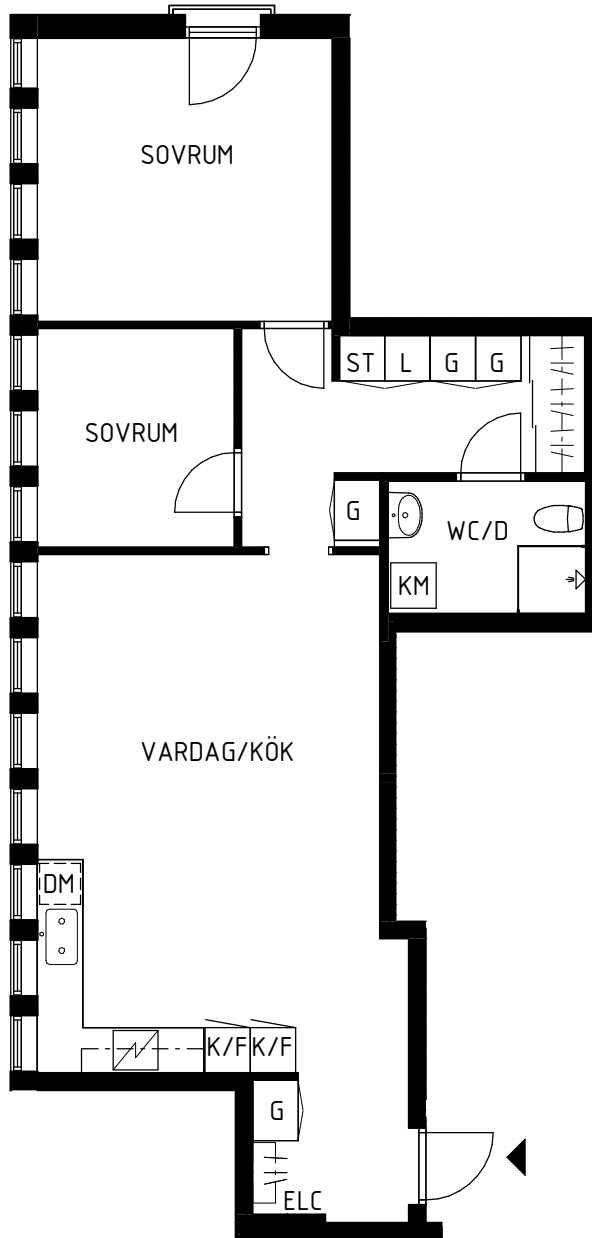 SOVRUM
ST L G G
SOVRUM
G
WC/D
KM
VARDAG/KÖK
DM
K/F K/F
G
ELC